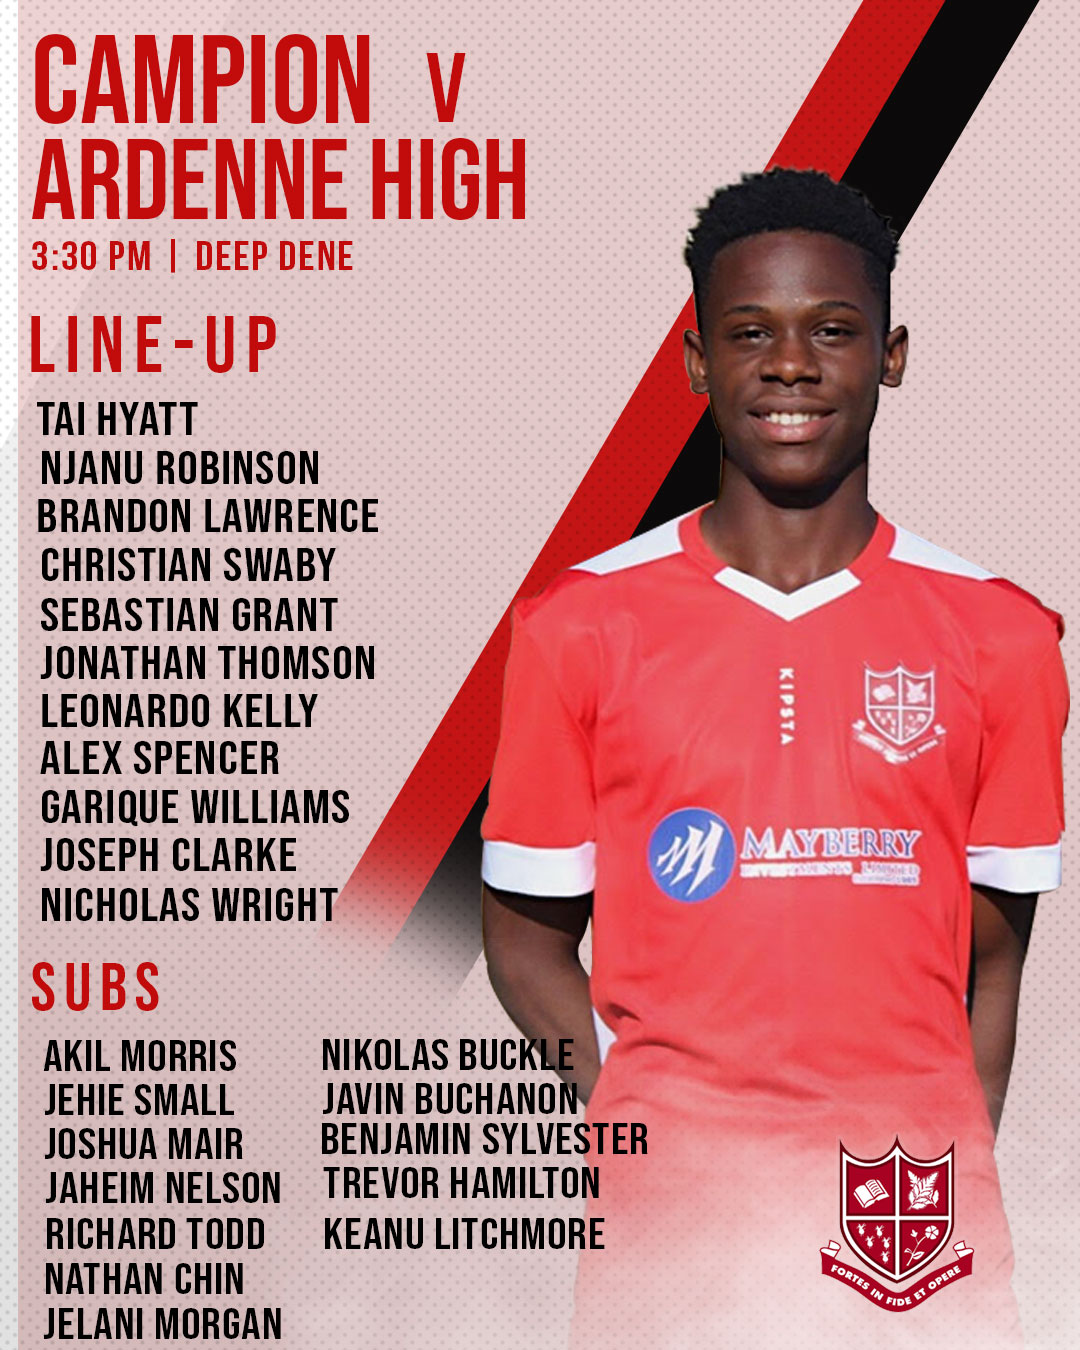 CAMPION V
ARDENNE HIGH
3:30 PM | DEEP DENE
LINE-UP
TAI HYATT
NJANU ROBINSON
BRANDON LAWRENCE
CHRISTIAN SWABY
SEBASTIAN GRANT
JONATHAN THOMSON
LEONARDO KELLY
ALEX SPENCER
GARIQUE WILLIAMS
JOSEPH CLARKE
NICHOLAS WRIGHT
SUBS
AKIL MORRIS
JEHIE SMALL
JOSHUA MAIR
JAHEIM NELSON
RICHARD TODD
NATHAN CHIN
JELANI MORGAN
NIKOLAS BUCKLE
JAVIN BUCHANON
BENJAMIN SYLVESTER
TREVOR HAMILTON
KEANU LITCHMORE
KIPSTA
MAYBERRY
INVESTMENTS LIMITED
FORTES IN FIDE ET OPERE